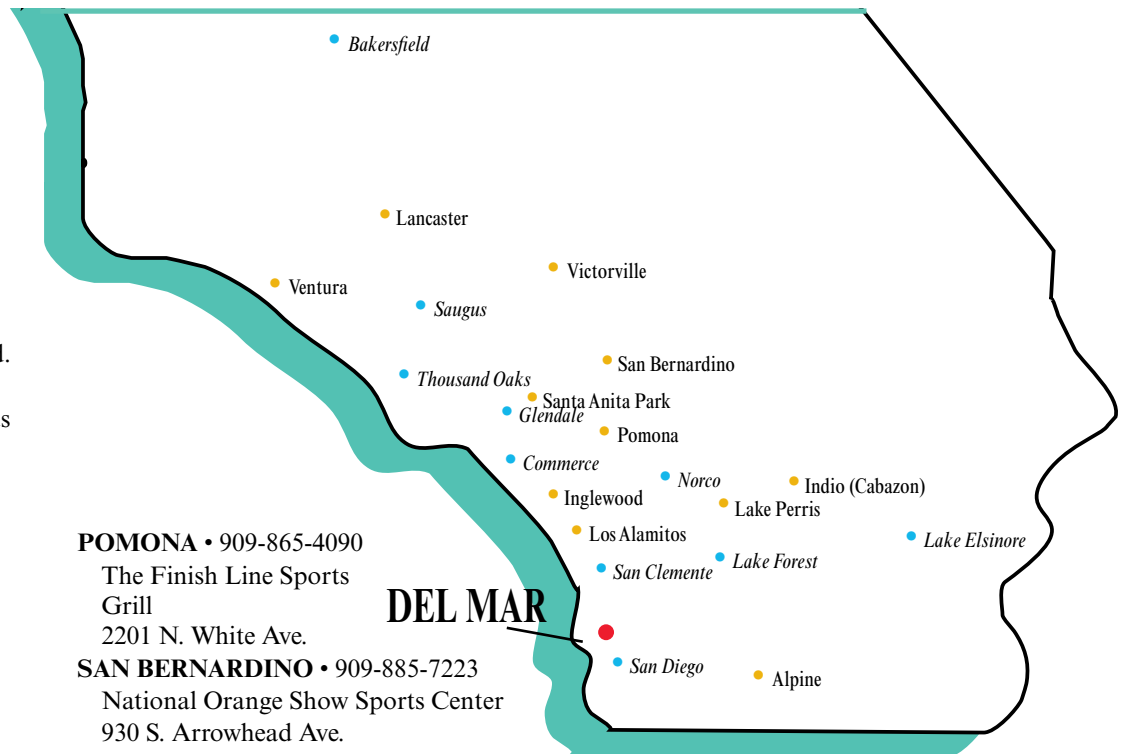 Bakersfield
Lancaster
Victorville
Ventura
Saugus
l.
San Bernardino
Thousand Oaks
Santa Anita Park
Glendale
s
Pomona
Commerce
Norco
Indio (Cabazon)
Inglewood
Lake Perris
Los Alamitos
Lake Elsinore
Lake Forest
San Clemente
POMONA • 909-865-4090
The Finish Line Sports
Grill
2201 N. White Ave.
DEL MAR
SAN BERNARDINO • 909-885-7223
National Orange Show Sports Center
930 S. Arrowhead Ave.
San Diego
Alpine